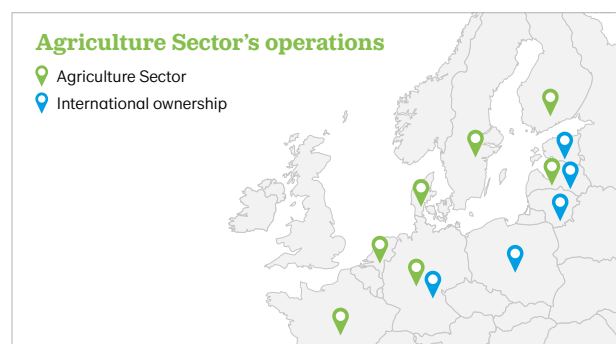 Agriculture Sector's operations
Agriculture Sector
International ownership